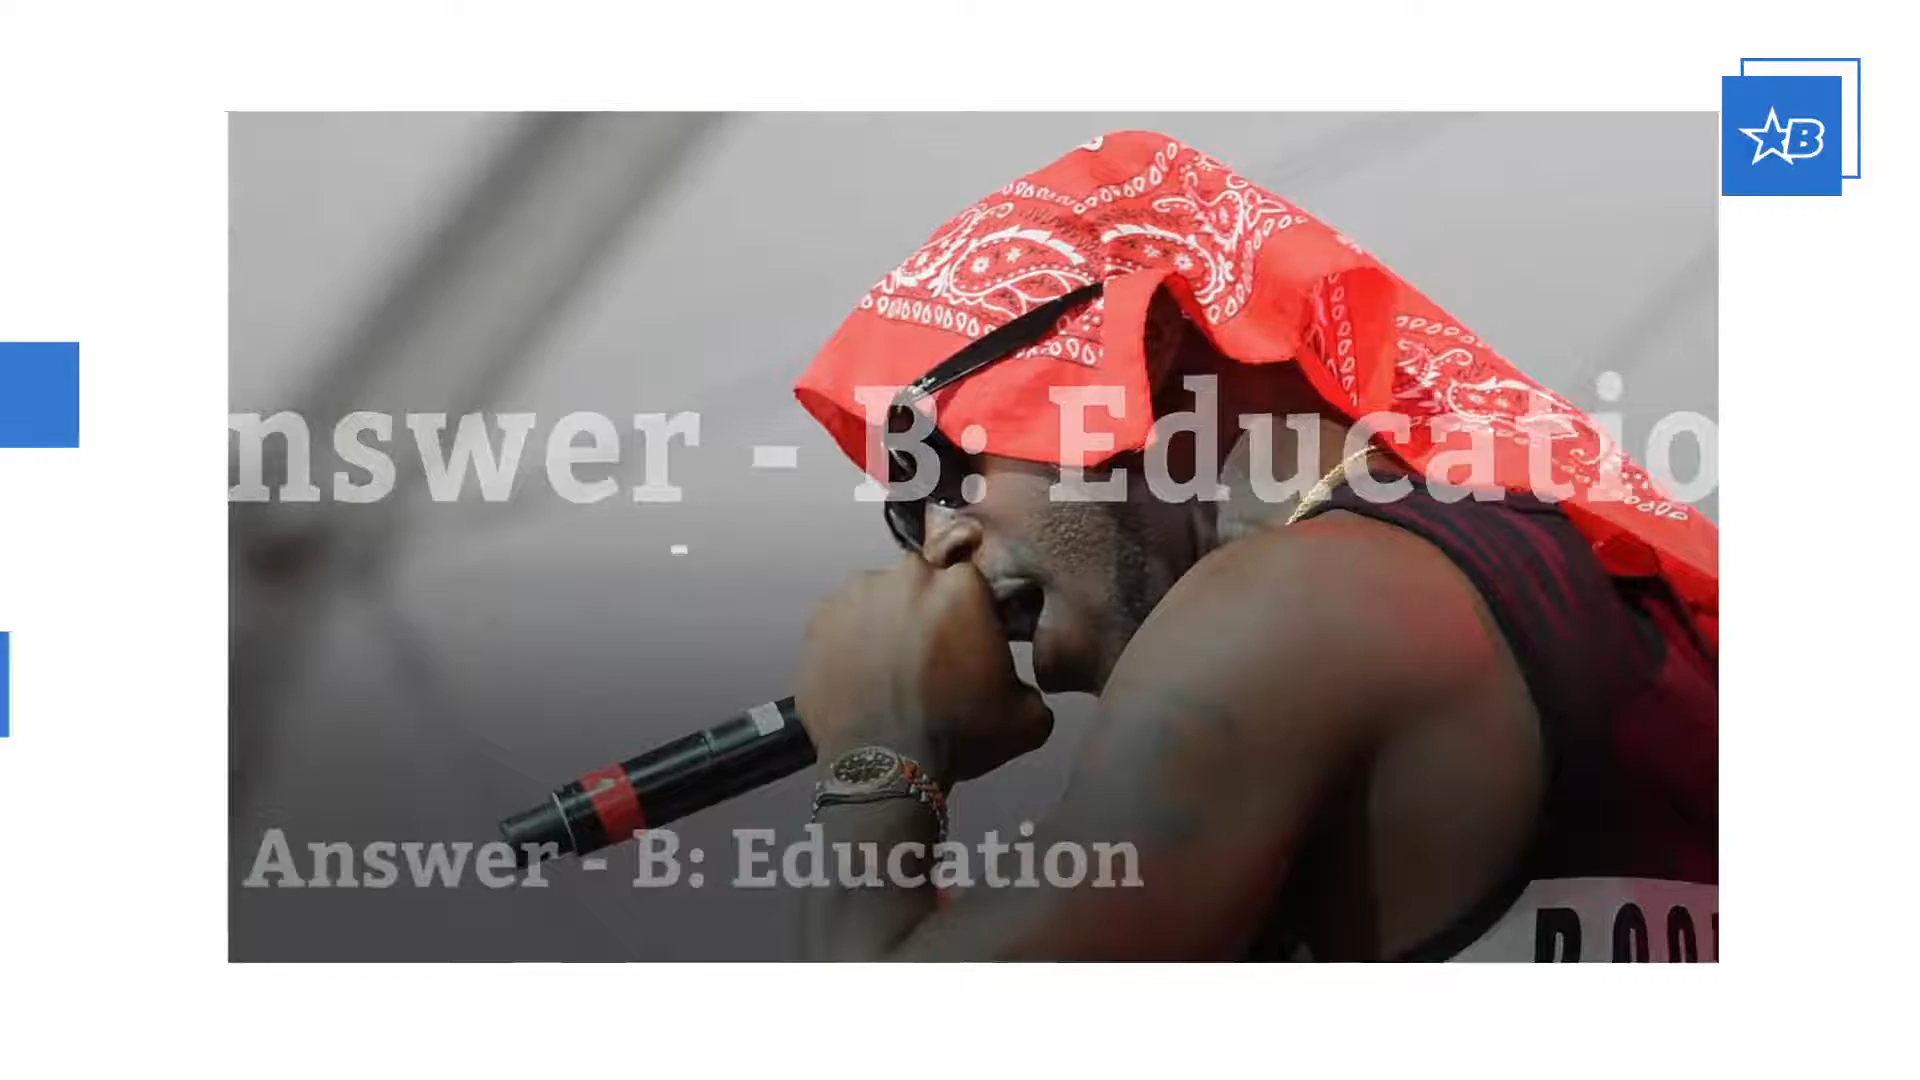 B
nswer - B: Educatio
Answer - B: Education